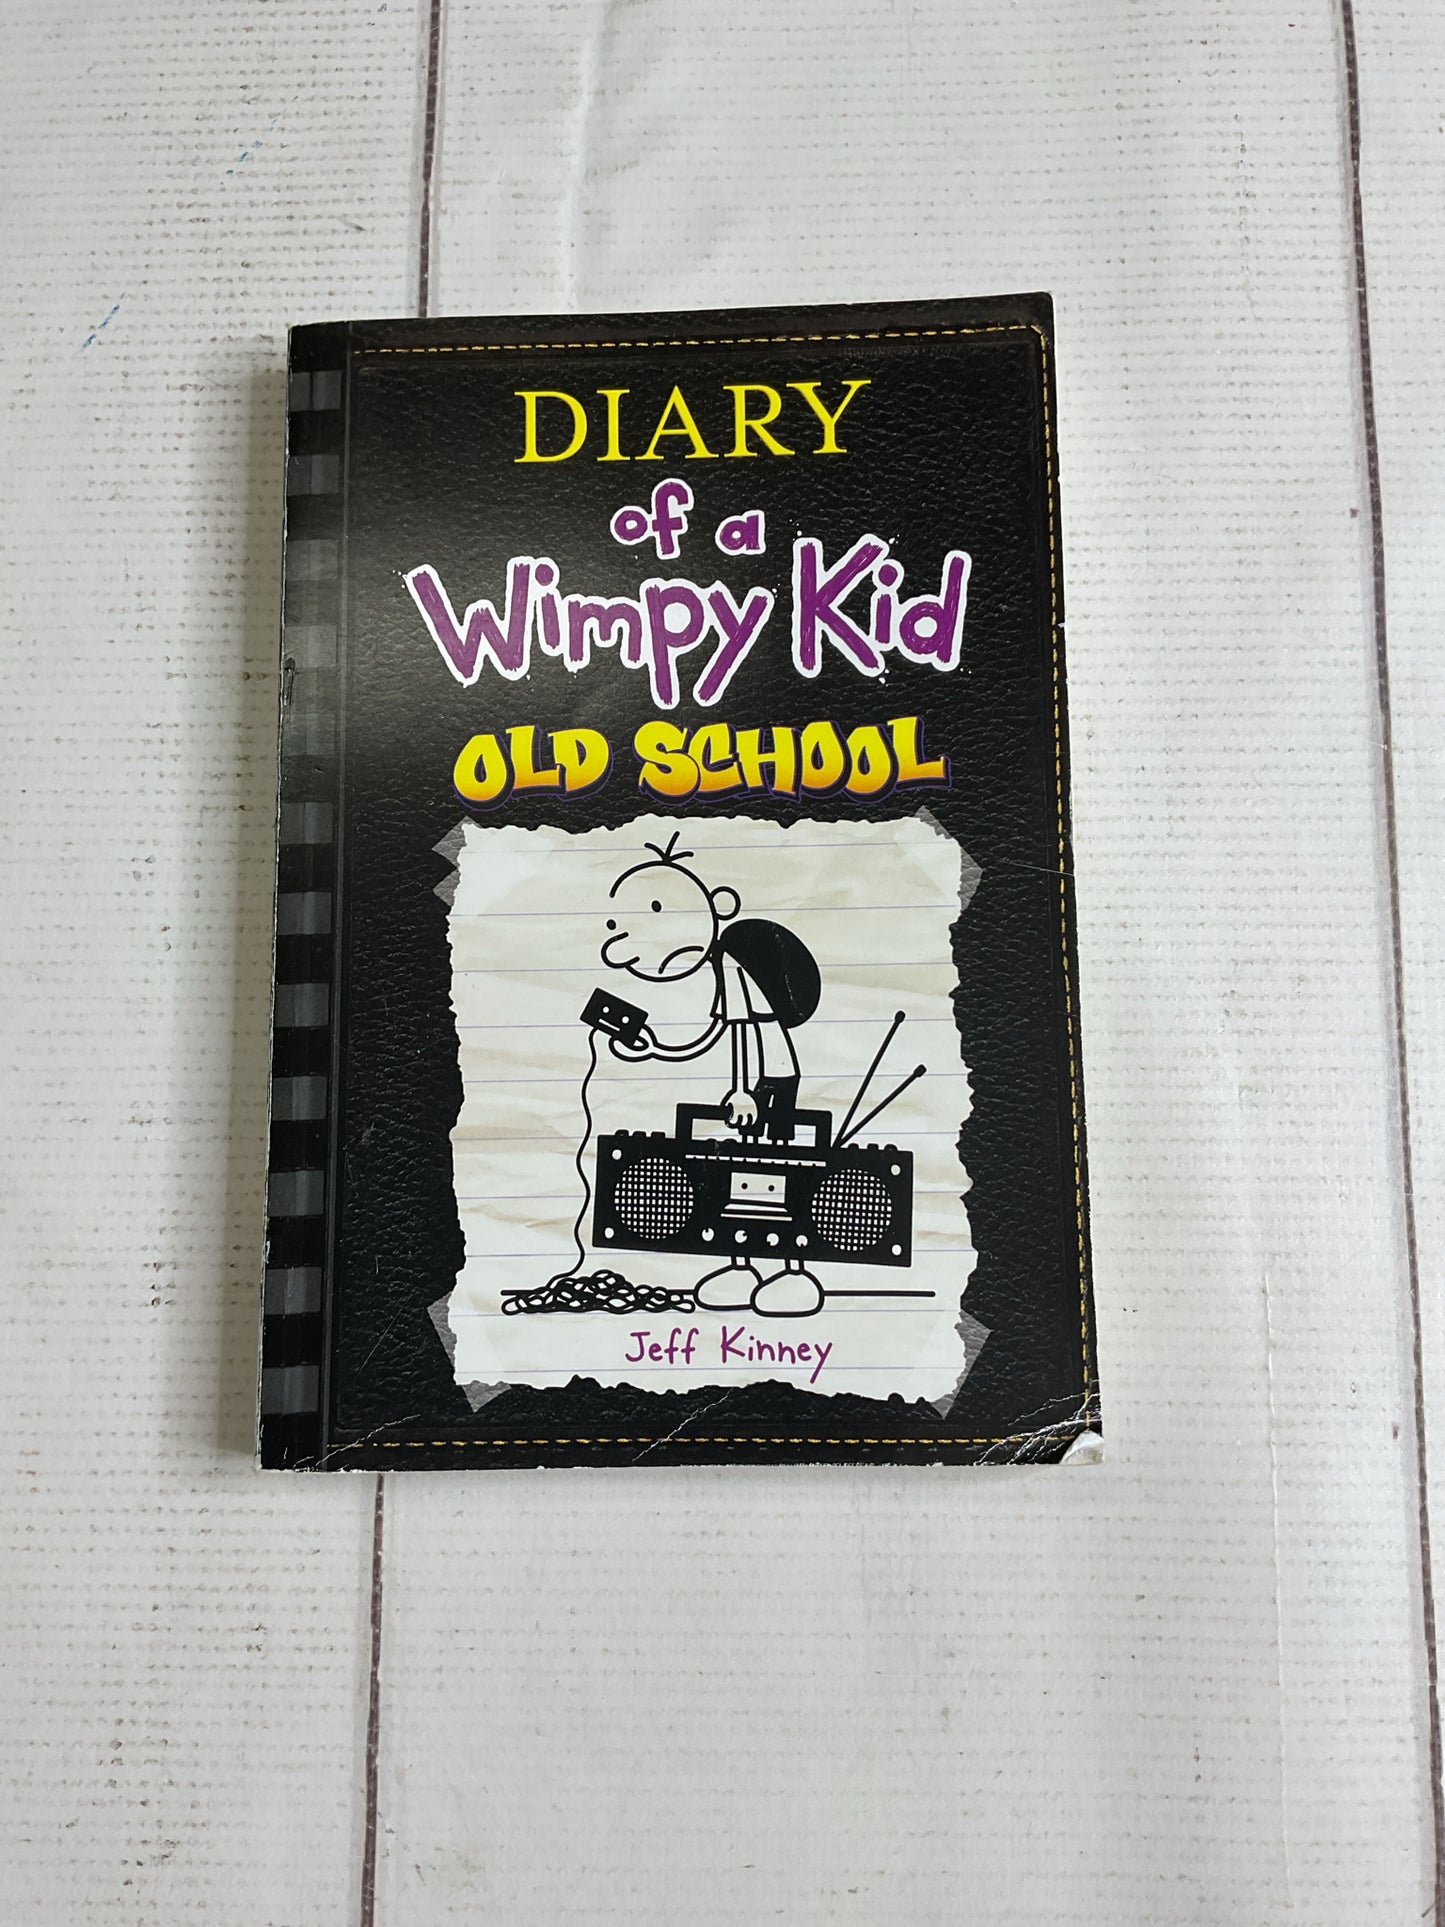 DIARY
of a
Wimpy Kid
OLD SCHOOL
Jeff Kinney